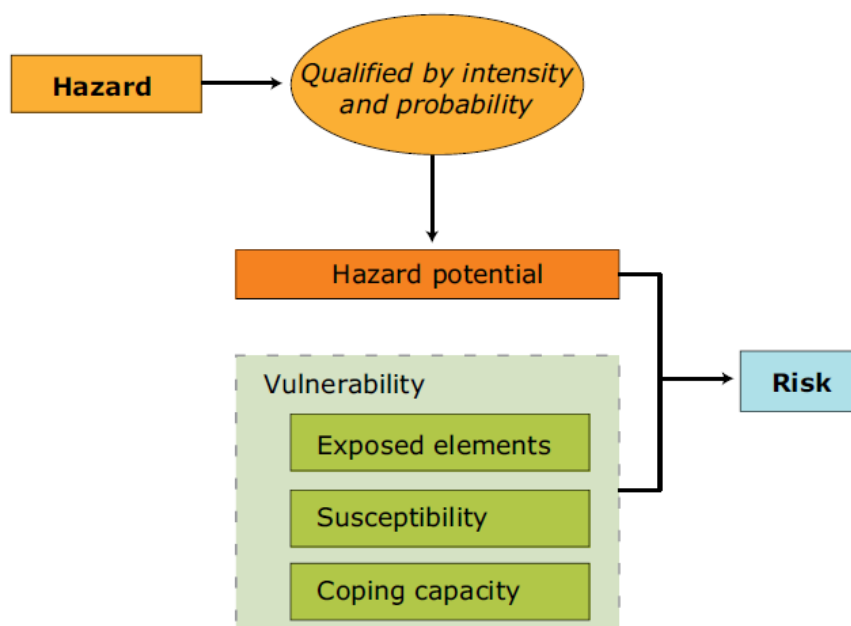 Hazard
Qualified by intensity
and probability
Hazard potential
Vulnerability
Exposed elements
Susceptibility
Coping capacity
Risk